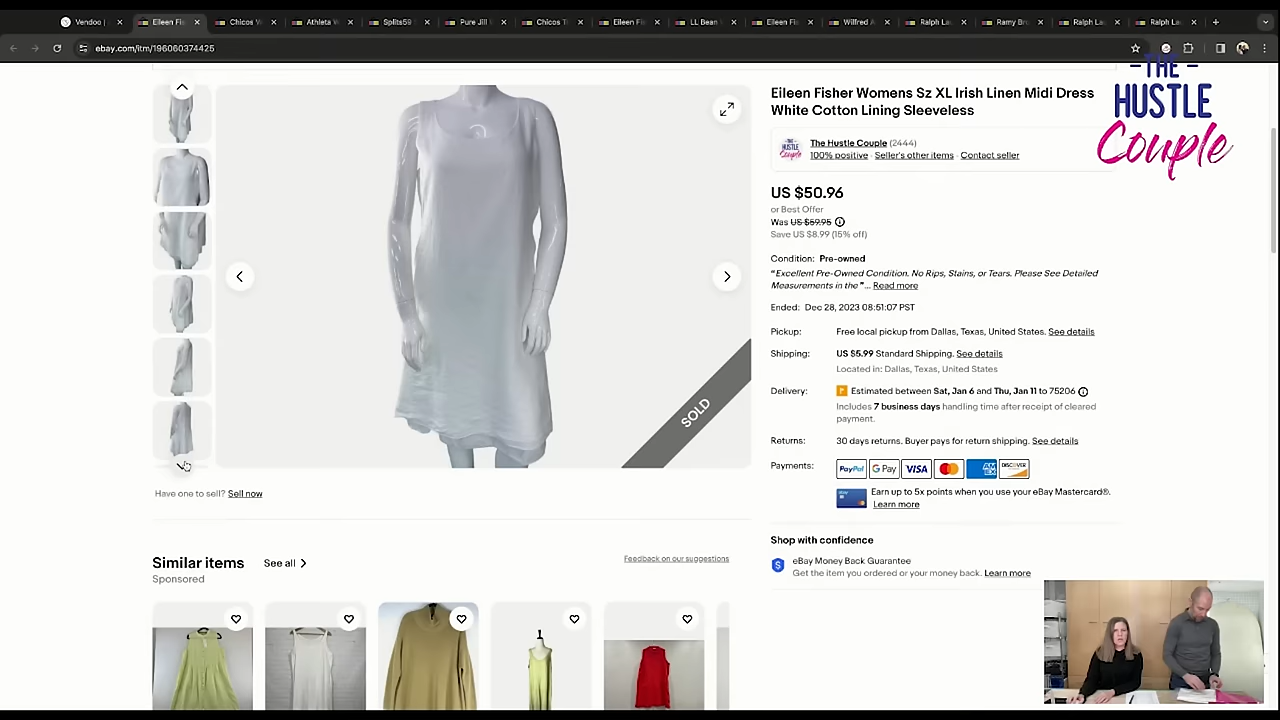 Vendoo |
Eileen Fis
Chicos V
Athleta W
Splits59
Pure Jill
Chicos T
Eileen Fi
LL Bean
Eileen Fi
Wilfred A
Ralph La
Ramy Br
Ralph La
Ralph La
ebay.com/itm/196060374425
-THE-
HUSTLE
Couple
Eileen Fisher Womens Sz XL Irish Linen Midi Dress
White Cotton Lining Sleeveless
The Hustle Couple (2444)
100% positive · Seller's other items · Contact seller
US $50.96
or Best Offer
Was US $59.95
Save US $8.99 (15% off)
Condition: Pre-owned
“Excellent Pre-Owned Condition. No Rips, Stains, or Tears. Please See Detailed
Measurements in the ”... Read more
Ended: Dec 28, 2023 08:51:07 PST
Pickup: Free local pickup from Dallas, Texas, United States. See details
Shipping: US $5.99 Standard Shipping. See details
Located in: Dallas, Texas, United States
Delivery: Estimated between Sat, Jan 6 and Thu, Jan 11 to 75206
Includes 7 business days handling time after receipt of cleared
payment.
Returns: 30 days returns. Buyer pays for return shipping. See details
Payments: PayPal G Pay VISA AM EX DISCOVER
Earn up to 5x points when you use your eBay Mastercard®.
Learn more
SOLD
Have one to sell? Sell now
Shop with confidence
eBay Money Back Guarantee
Get the item you ordered or your money back. Learn more
Similar items See all
Feedback on our suggestions
Sponsored